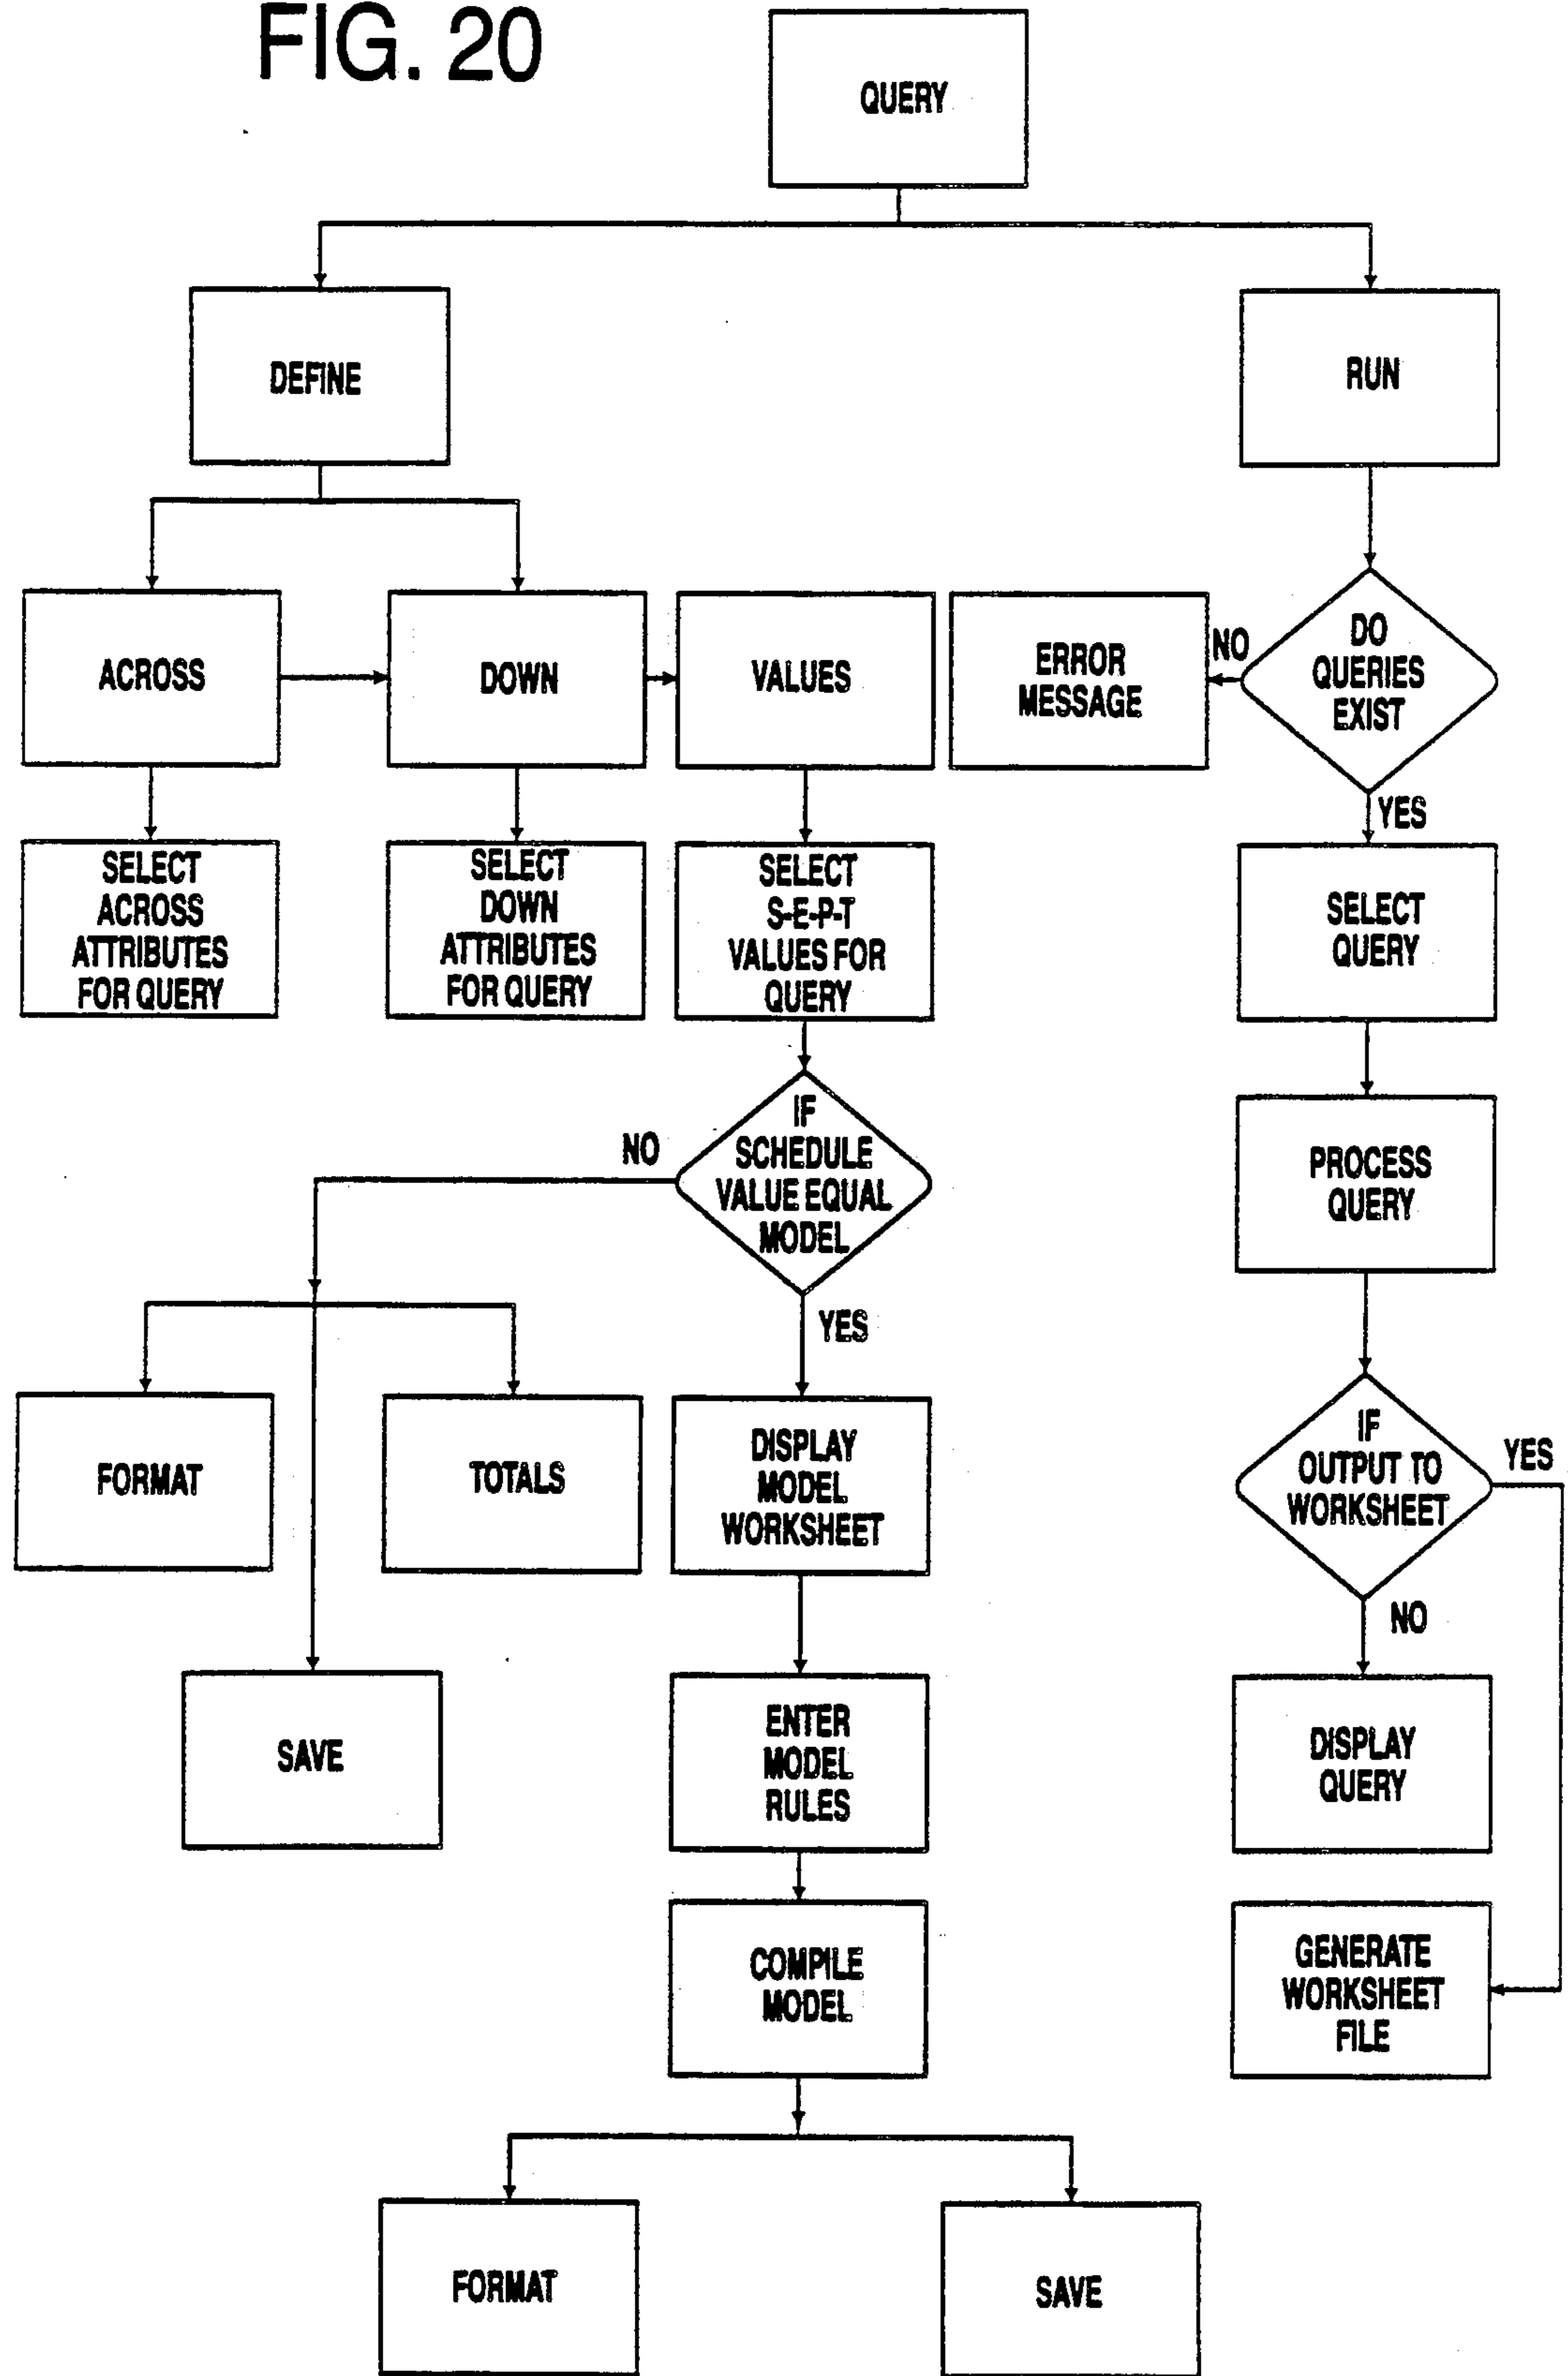 FIG. 20
QUERY
DEFINE
RUN
ACROSS
DOWN
VALUES
ERROR
MESSAGE
NO
DO
QUERIES
EXIST
YES
SELECT
ACROSS
ATTRIBUTES
FOR QUERY
SELECT
DOWN
ATTRIBUTES
FOR QUERY
SELECT
S-E-P-T
VALUES FOR
QUERY
SELECT
QUERY
NO
IF
SCHEDULE
VALUE EQUAL
MODEL
YES
PROCESS
QUERY
FORMAT
TOTALS
DISPLAY
MODEL
WORKSHEET
IF
OUTPUT TO
WORKSHEET
YES
NO
SAVE
ENTER
MODEL
RULES
DISPLAY
QUERY
COMPILE
MODEL
GENERATE
WORKSHEET
FILE
FORMAT
SAVE